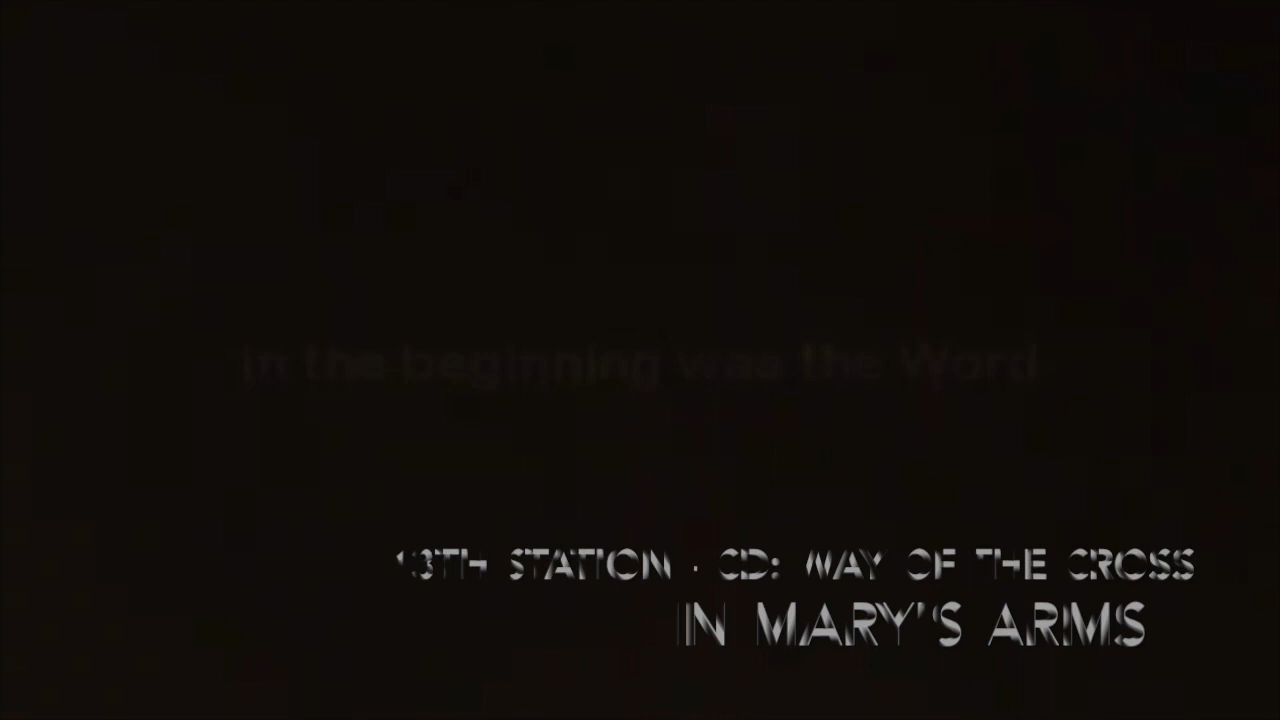 In the beginning was the Word
13TH STATION · CD: WAY OF THE CROSS
IN MARY'S ARMS